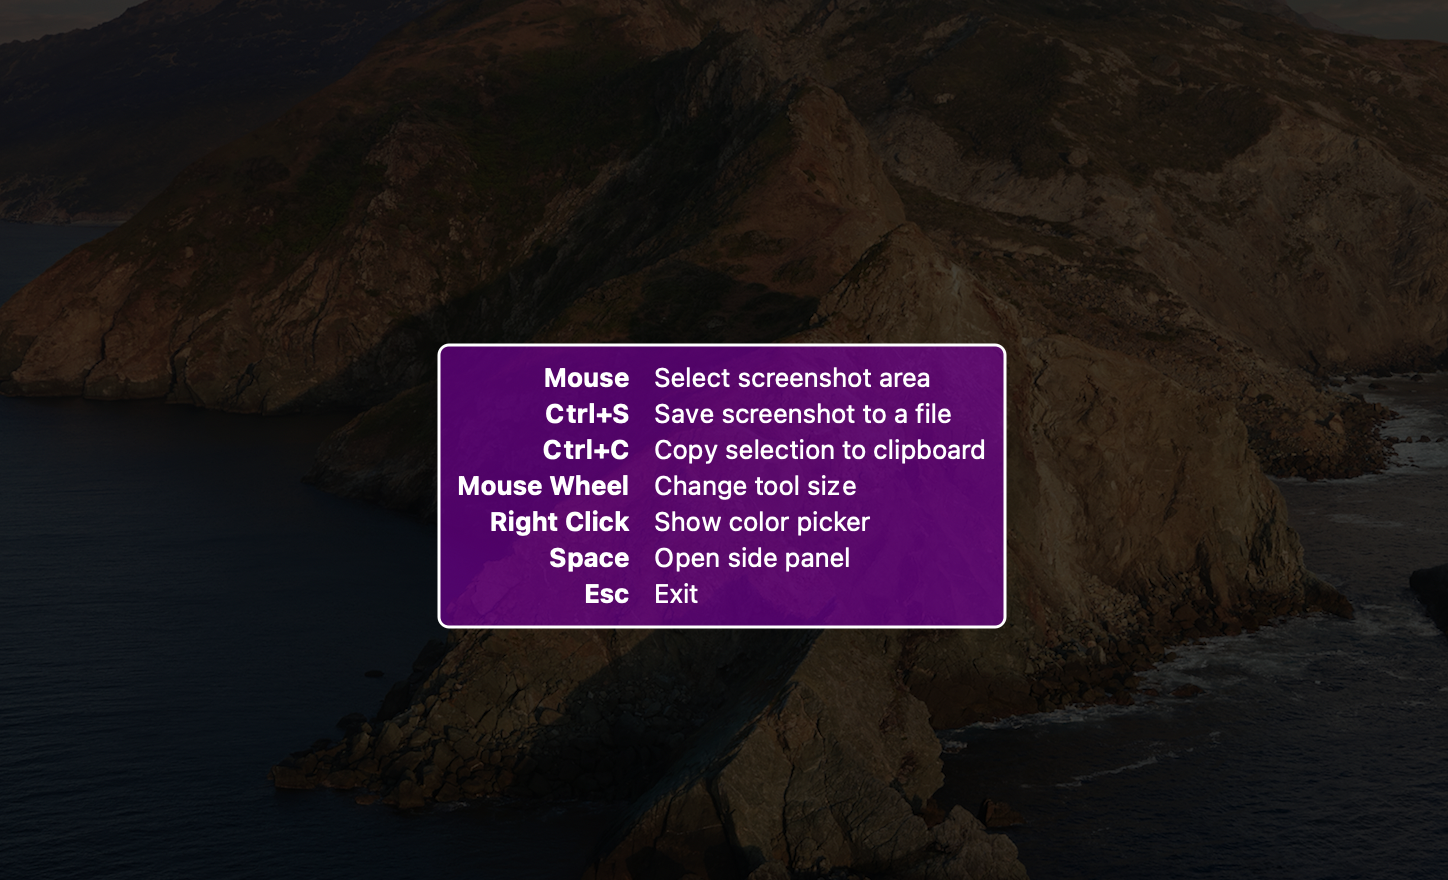 Mouse Select screenshot area
Ctrl+S Save screenshot to a file
Ctrl+C Copy selection to clipboard
Mouse Wheel Change tool size
Right Click Show color picker
Space Open side panel
Esc Exit